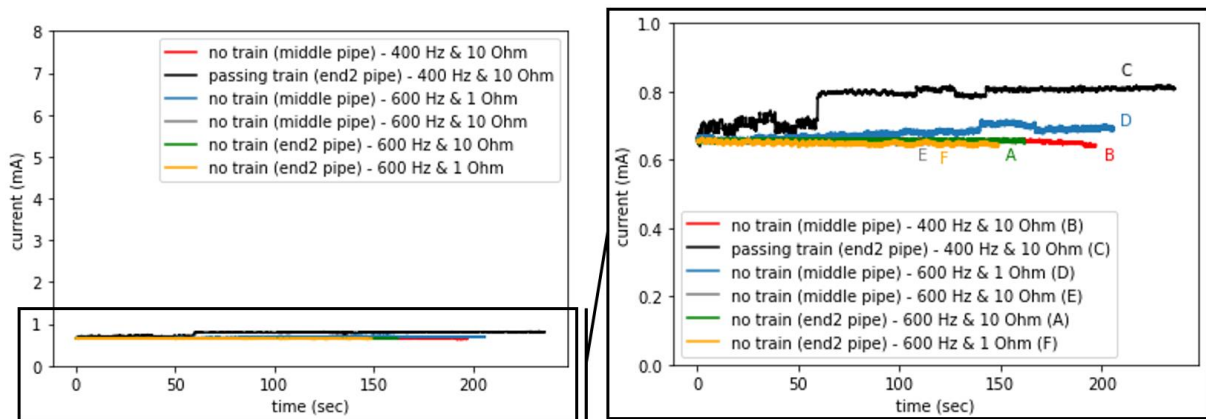 8
7
6
5
4
3
2
1
0
current (mA)
no train (middle pipe) - 400 Hz & 10 Ohm
passing train (end2 pipe) - 400 Hz & 10 Ohm
no train (middle pipe) - 600 Hz & 1 Ohm
no train (middle pipe) - 600 Hz & 10 Ohm
no train (end2 pipe) - 600 Hz & 10 Ohm
no train (end2 pipe) - 600 Hz & 1 Ohm
0 50 100 150 200
time (sec)
1.0
0.8
0.6
0.4
0.2
0.0
current (mA)
C
D
E F A B
no train (middle pipe) - 400 Hz & 10 Ohm (B)
passing train (end2 pipe) - 400 Hz & 10 Ohm (C)
no train (middle pipe) - 600 Hz & 1 Ohm (D)
no train (middle pipe) - 600 Hz & 10 Ohm (E)
no train (end2 pipe) - 600 Hz & 10 Ohm (A)
no train (end2 pipe) - 600 Hz & 1 Ohm (F)
0 50 100 150 200
time (sec)